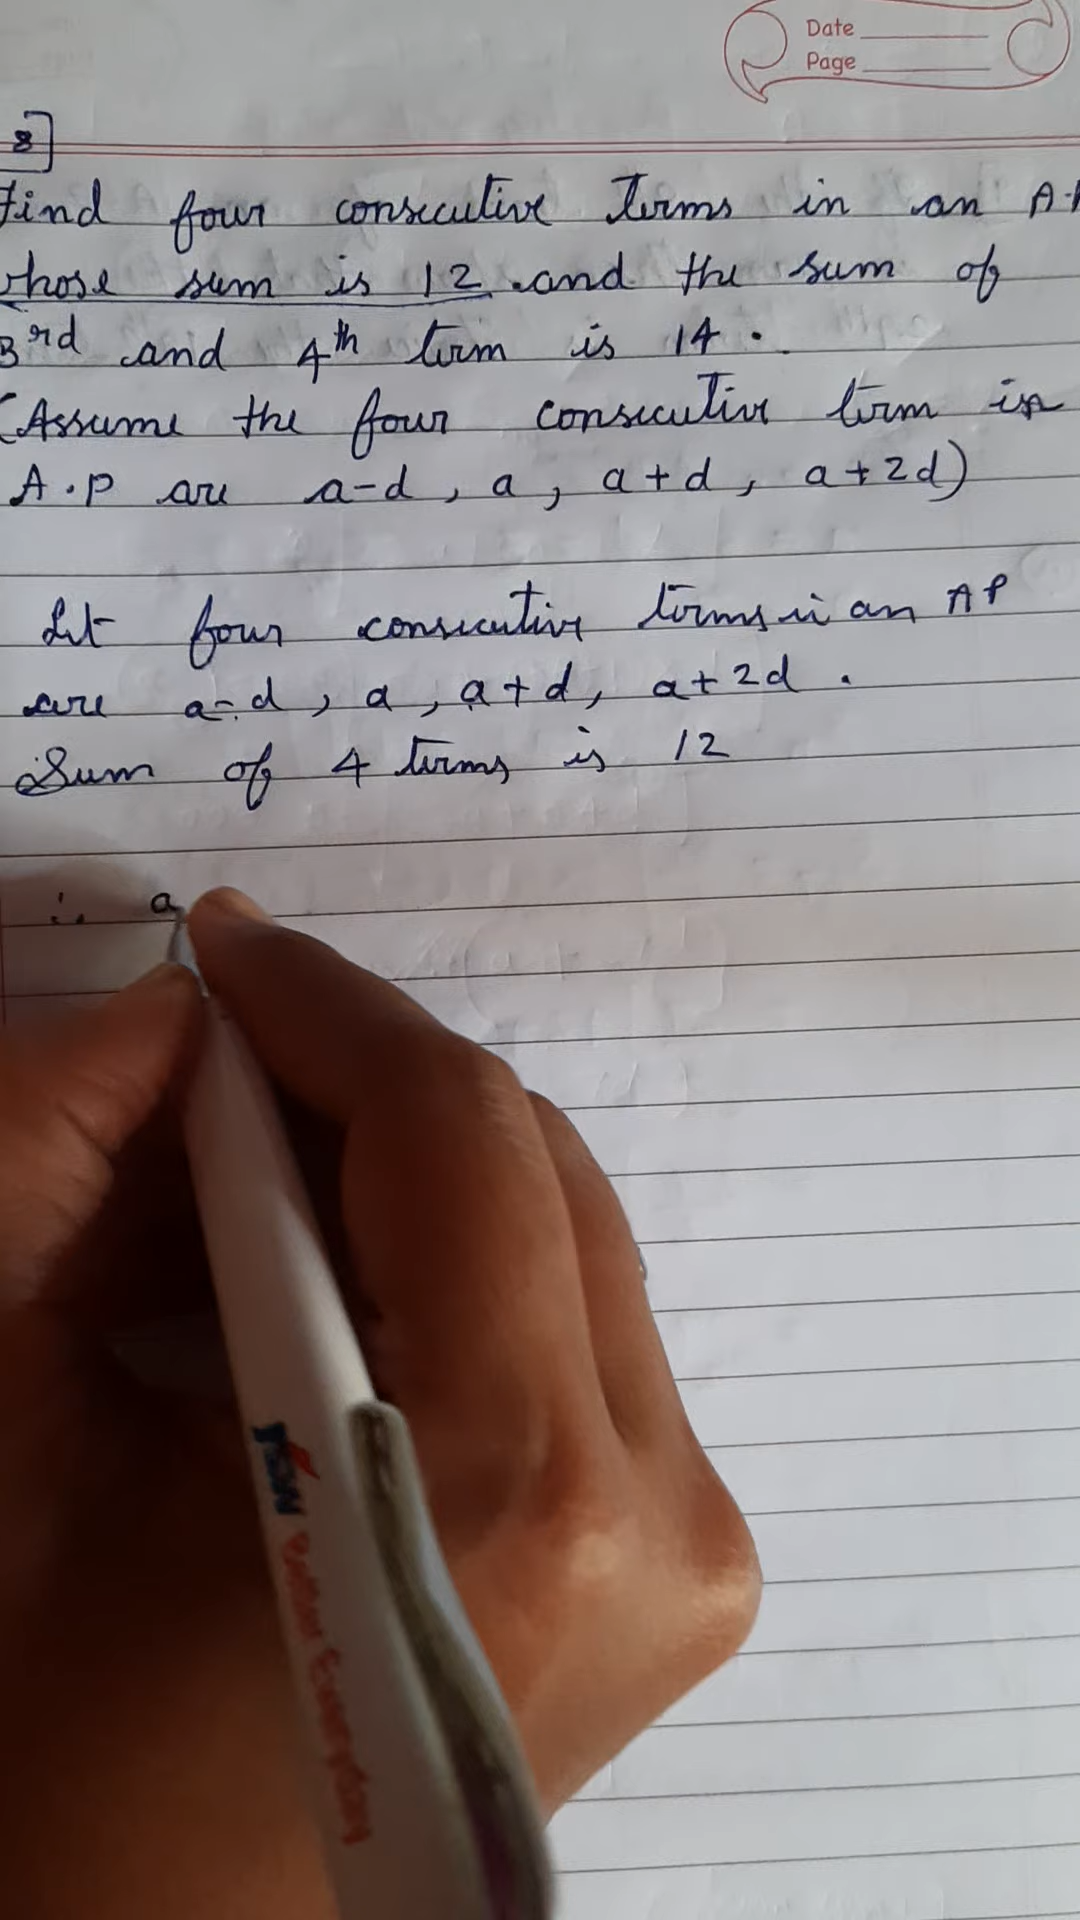 Date
Page
8
Find four consecutive terms in an A.P
whose sum is 12 and the sum of
3rd and 4th term is 14.
(Assume the four consecutive term in
A.P are a-d, a, a+d, a+2d)
Let four consecutive terms in an AP
are a-d, a, a+d, a+2d.
Sum of 4 terms is 12
∴ a